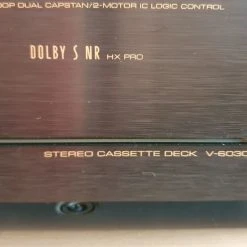 DUAL CAPSTAN/2-MOTOR IC LOGIC CONTROL
DOLBY S NR HX PRO
STEREO CASSETTE DECK V-6030